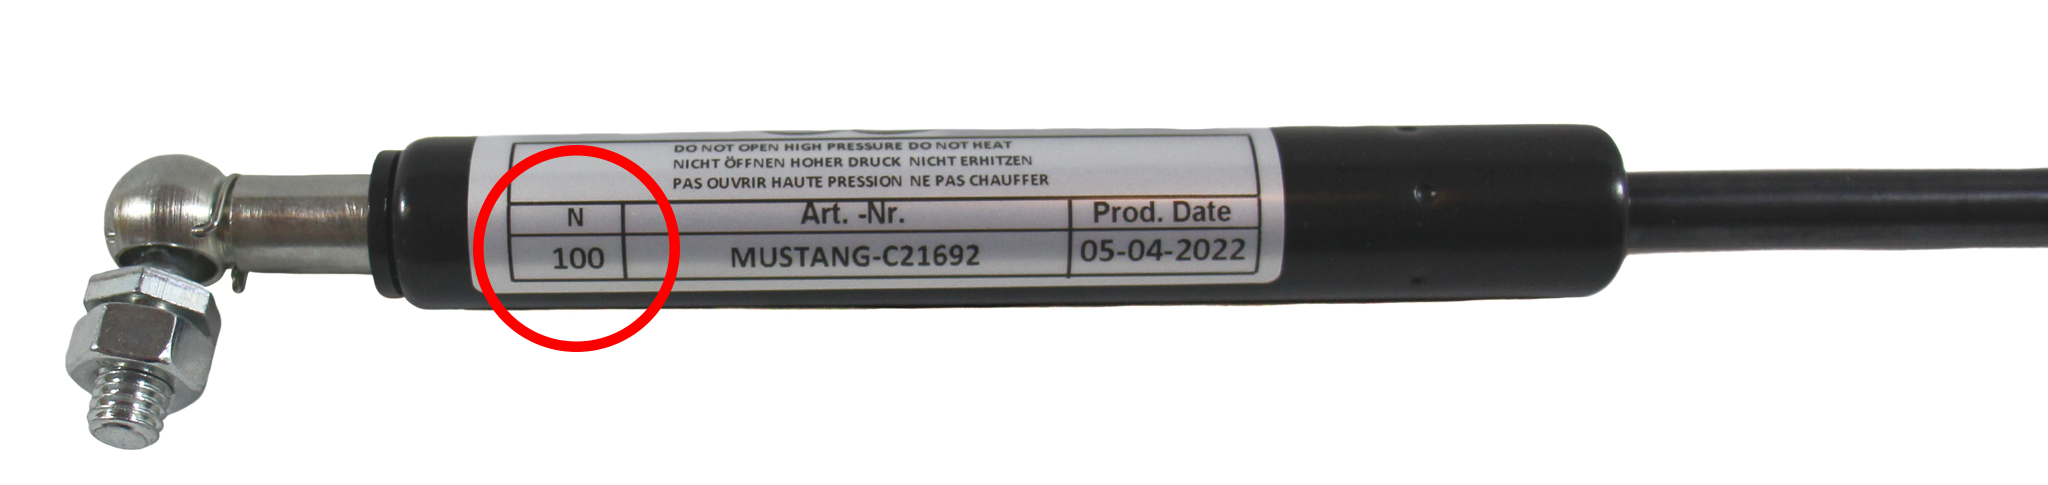 DO NOT OPEN HIGH PRESSURE DO NOT HEAT
NICHT ÖFFNEN HOHER DRUCK NICHT ERHITZEN
PAS OUVRIR HAUTE PRESSION NE PAS CHAUFFER
N Art. -Nr. Prod. Date
100 MUSTANG-C21692 05-04-2022